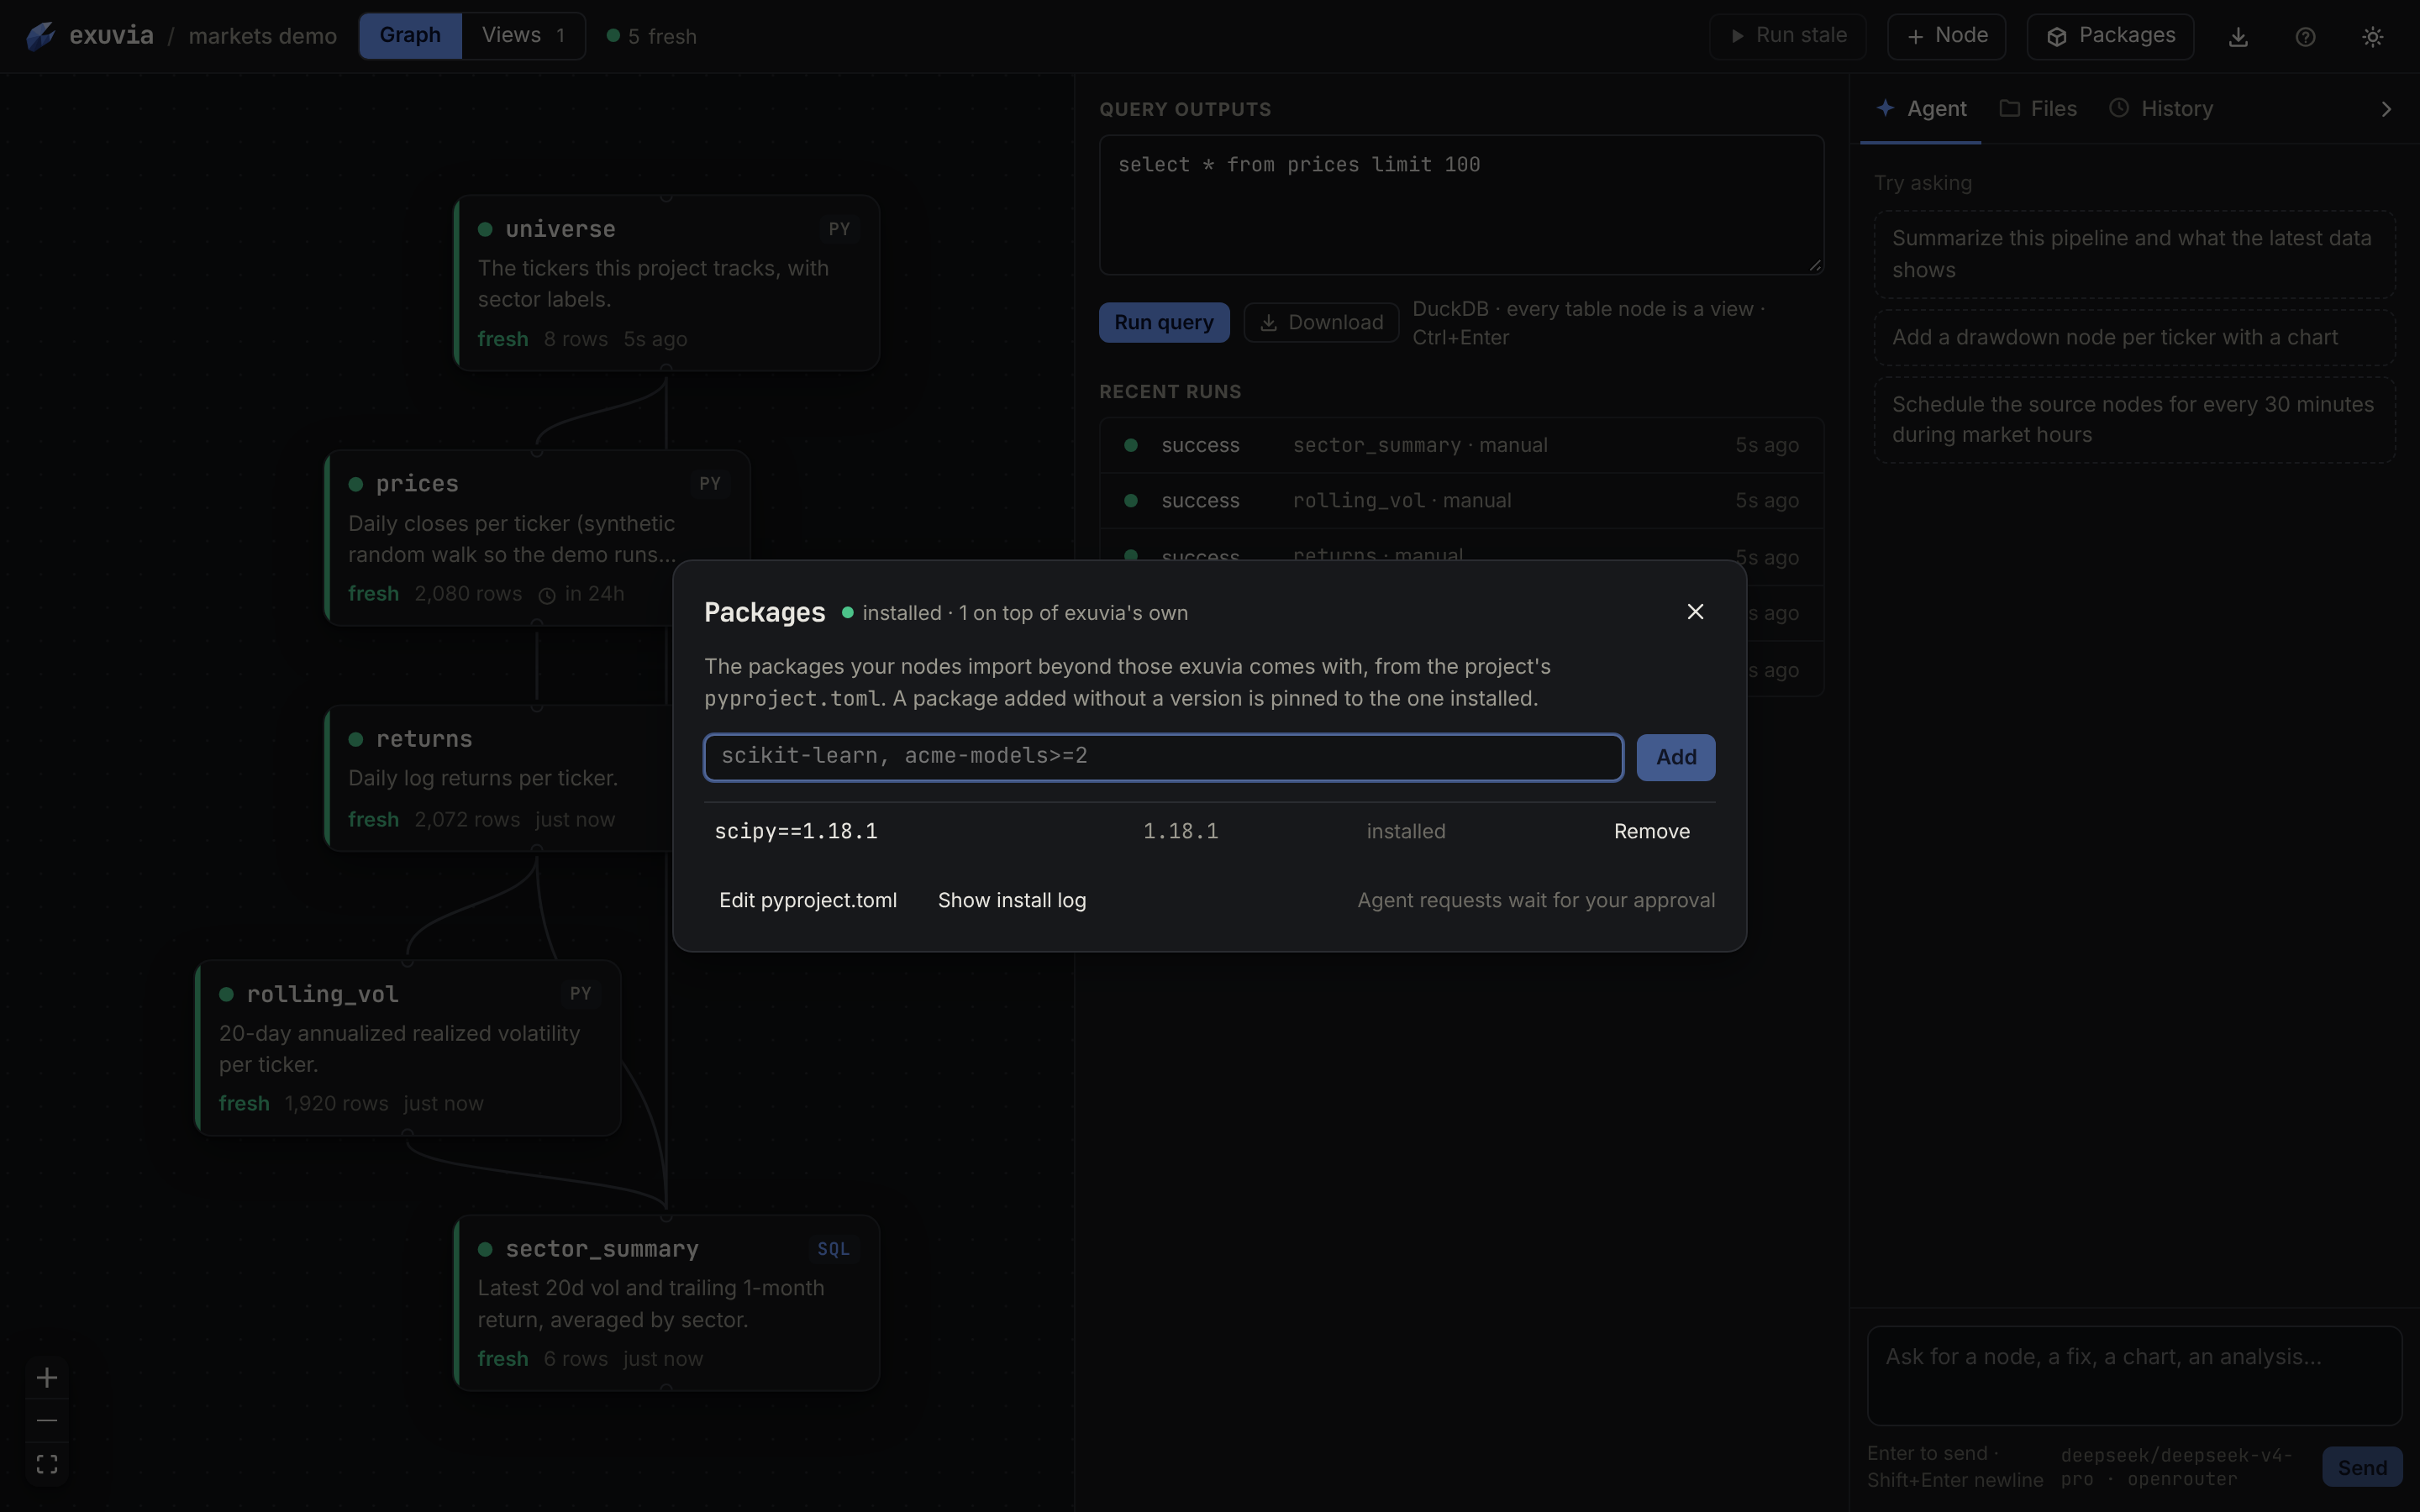 exuvia / markets demo Graph Views 1 5 fresh Run stale Node Packages
universe PY
The tickers this project tracks, with
sector labels.
fresh 8 rows 5s ago
prices PY
Daily closes per ticker (synthetic
random walk so the demo runs...
fresh 2,080 rows in 24h
returns
Daily log returns per ticker.
fresh 2,072 rows just now
rolling_vol PY
20-day annualized realized volatility
per ticker.
fresh 1,920 rows just now
sector_summary SQL
Latest 20d vol and trailing 1-month
return, averaged by sector.
fresh 6 rows just now
QUERY OUTPUTS
select * from prices limit 100
Run query Download
DuckDB · every table node is a view ·
Ctrl+Enter
RECENT RUNS
success sector_summary · manual 5s ago
success rolling_vol · manual 5s ago
success returns · manual 5s ago
s ago
s ago
Packages installed · 1 on top of exuvia's own
The packages your nodes import beyond those exuvia comes with, from the project's
pyproject.toml. A package added without a version is pinned to the one installed.
scikit-learn, acme-models>=2 Add
scipy==1.18.1 1.18.1 installed Remove
Edit pyproject.toml Show install log Agent requests wait for your approval
Agent Files History
Try asking
Summarize this pipeline and what the latest data
shows
Add a drawdown node per ticker with a chart
Schedule the source nodes for every 30 minutes
during market hours
Ask for a node, a fix, a chart, an analysis...
Enter to send ·
Shift+Enter newline
deepseek/deepseek-v4-
pro · openrouter
Send